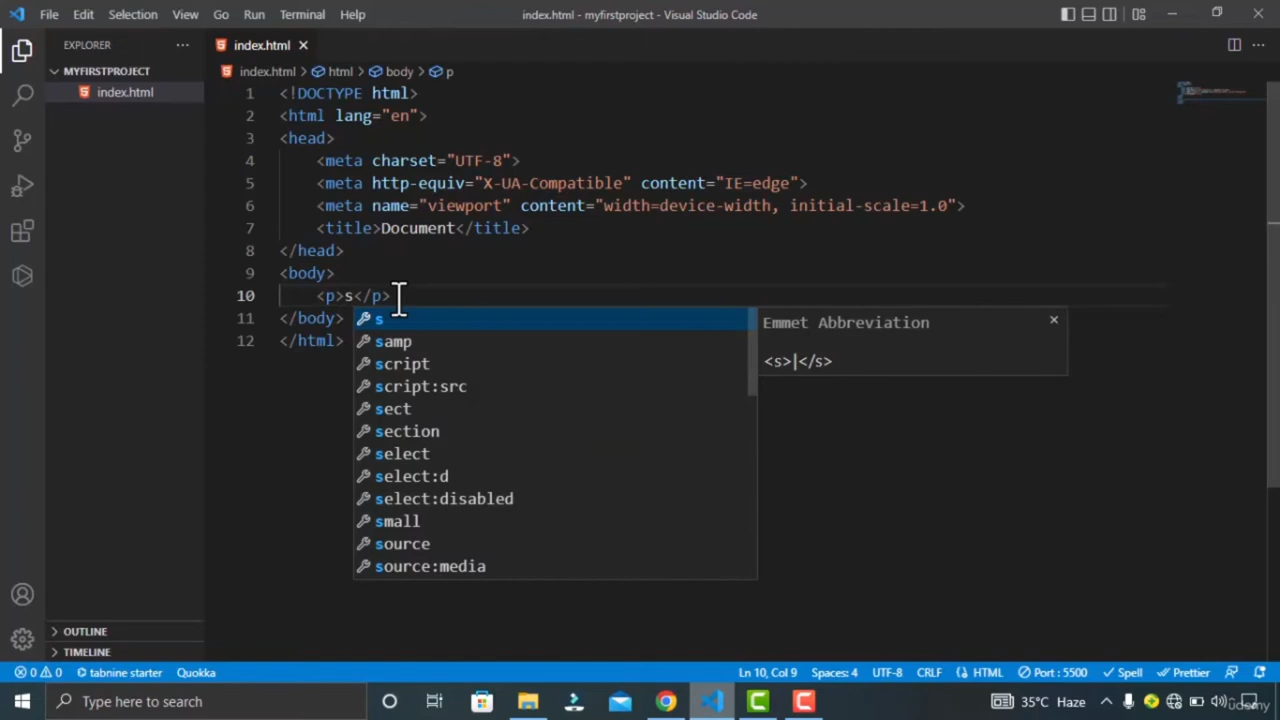 File Edit Selection View Go Run Terminal Help index.html - myfirstproject - Visual Studio Code
EXPLORER
index.html
MYFIRSTPROJECT
index.html
index.html > html > body > p
1 <!DOCTYPE html>
2 <html lang="en">
3 <head>
4 <meta charset="UTF-8">
5 <meta http-equiv="X-UA-Compatible" content="IE=edge">
6 <meta name="viewport" content="width=device-width, initial-scale=1.0">
7 <title>Document</title>
8 </head>
9 <body>
10 <p>s</p>
11 </body>
12 </html>
s
samp
script
script:src
sect
section
select
select:d
select:disabled
small
source
source:media
Emmet Abbreviation
<s>|</s>
OUTLINE
TIMELINE
0 0 tabnine starter Quokka Ln 10, Col 9 Spaces: 4 UTF-8 CRLF HTML Port : 5500 Spell Prettier
Type here to search 35°C Haze
ûdemy